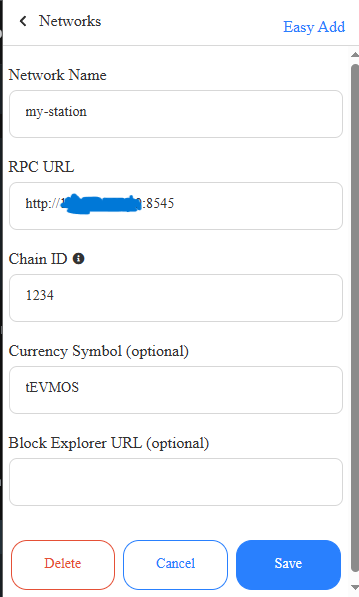 Networks
Easy Add
Network Name
my-station
RPC URL
http:// :8545
Chain ID
1234
Currency Symbol (optional)
tEVMOS
Block Explorer URL (optional)
Delete
Cancel
Save